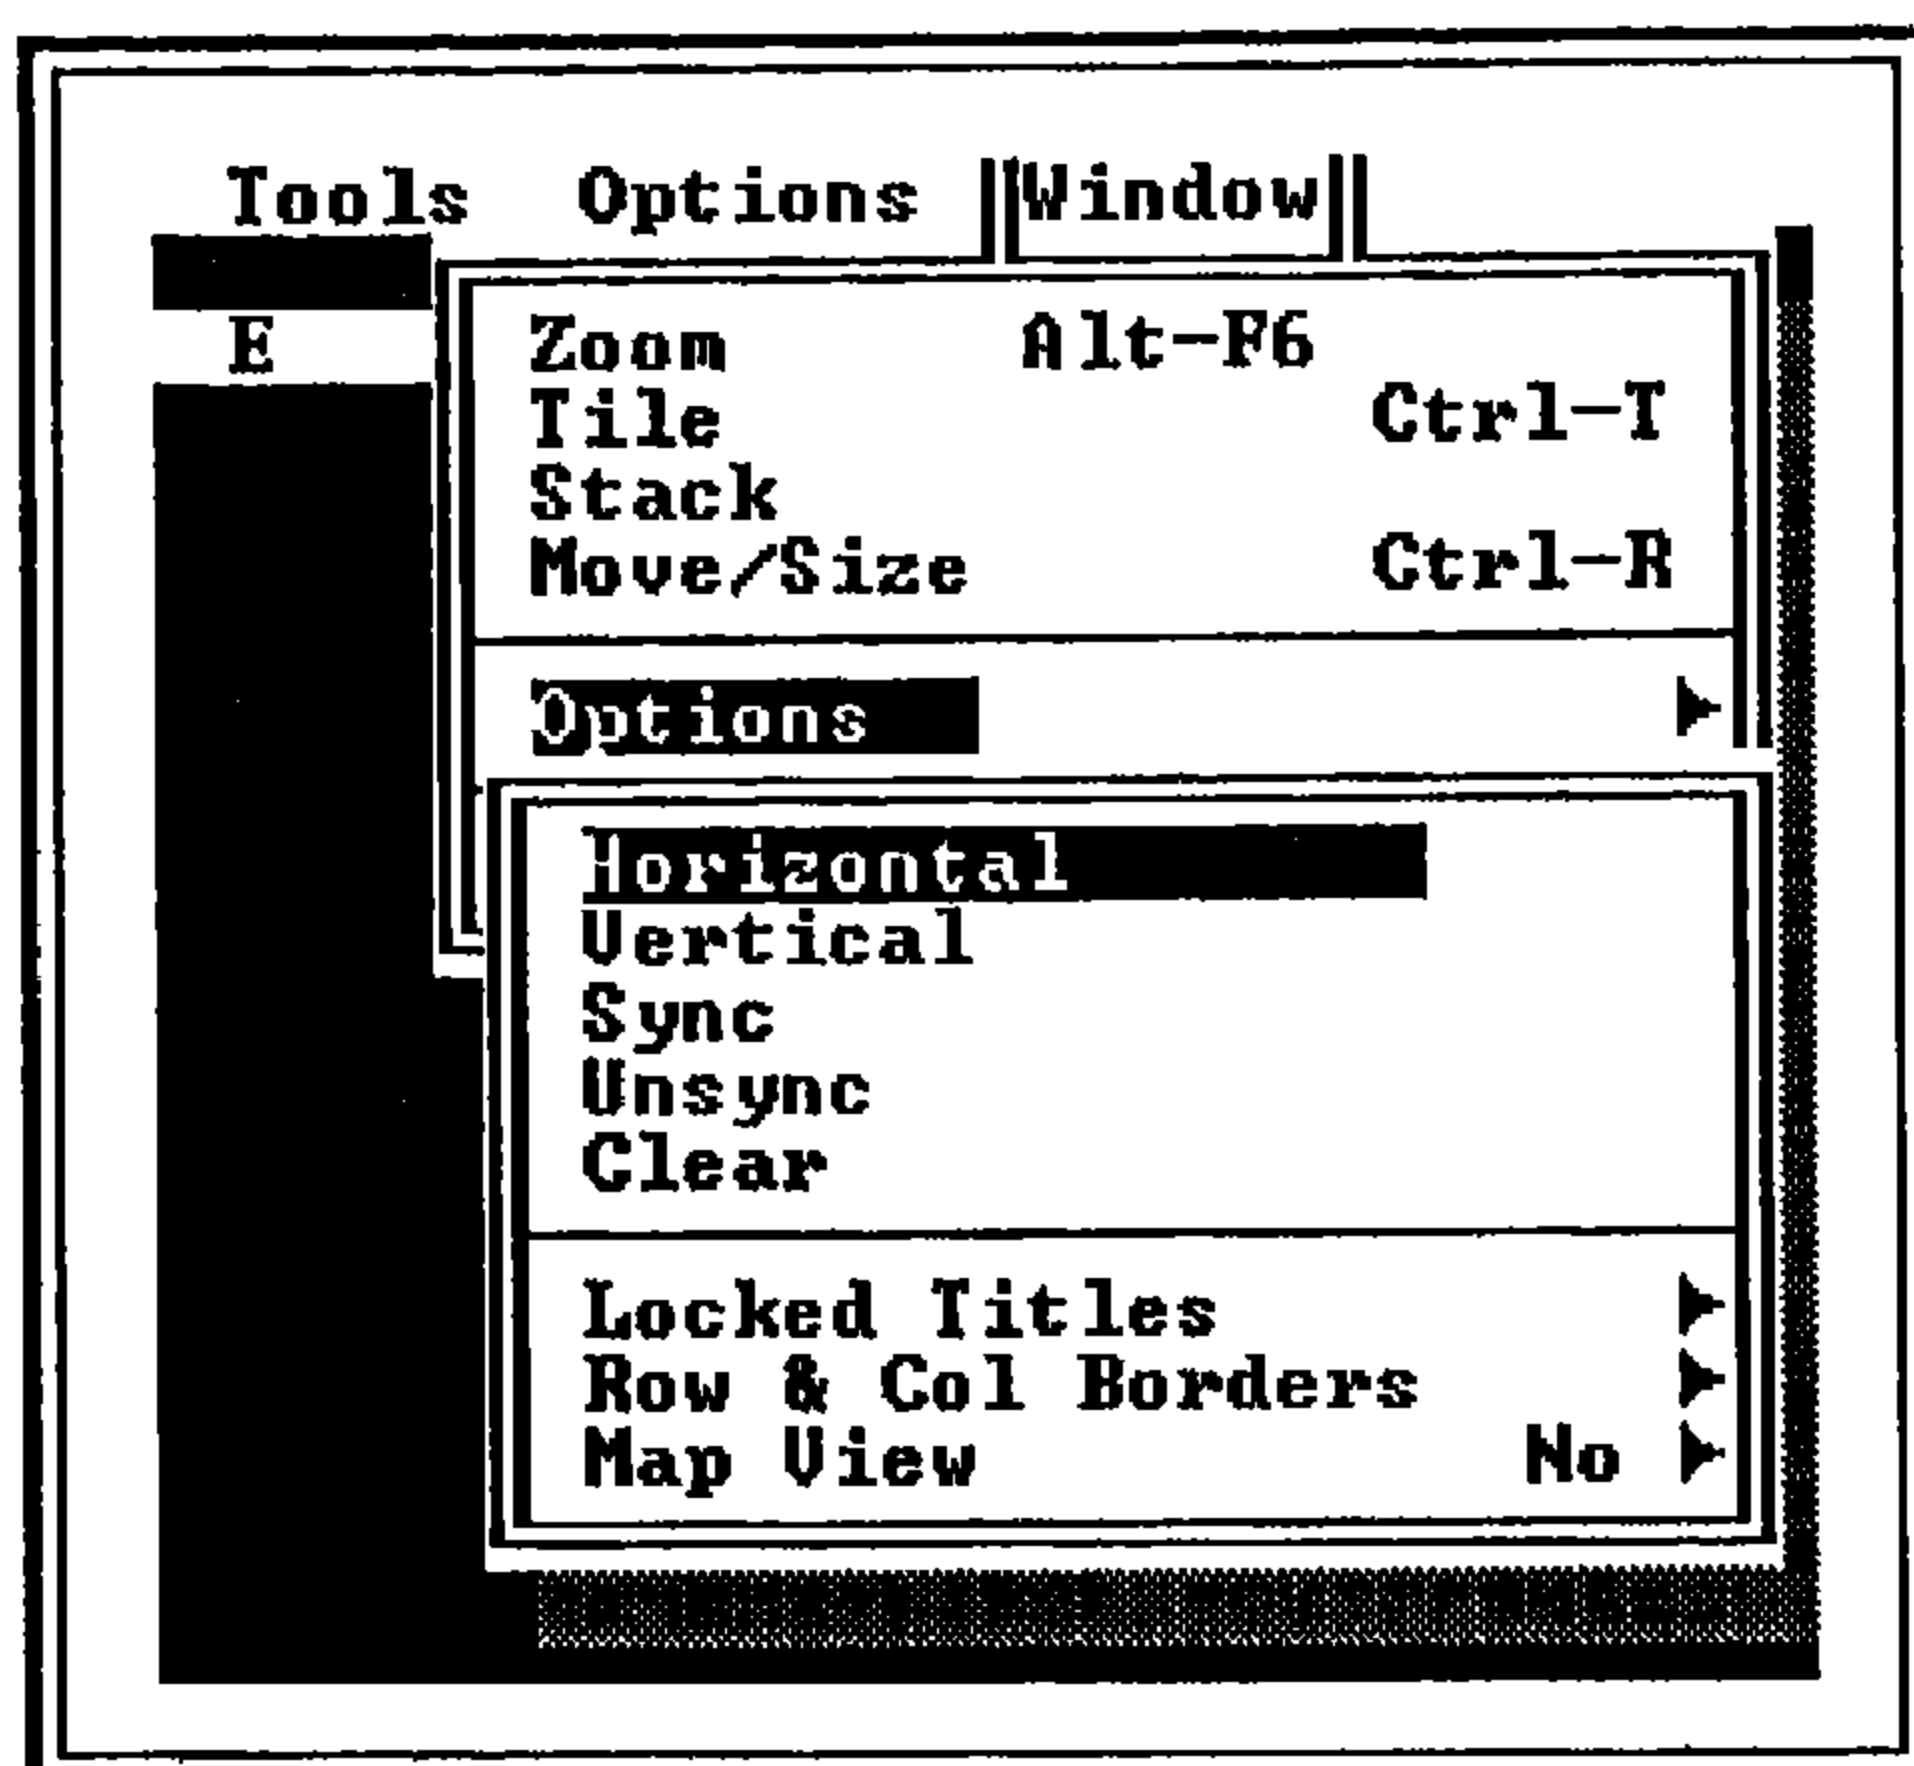 Tools Options Window
E
Zoom Alt-F6
Tile Ctrl-T
Stack
Move/Size Ctrl-R
Options
Horizontal
Vertical
Sync
Unsync
Clear
Locked Titles
Row & Col Borders
Map View No